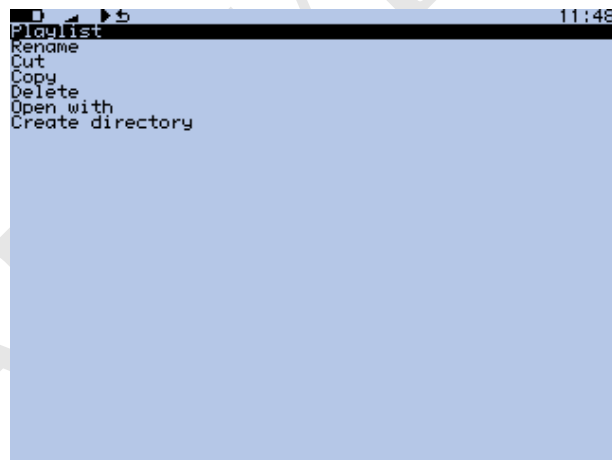 11:48
Playlist
Rename
Cut
Copy
Delete
Open with
Create directory